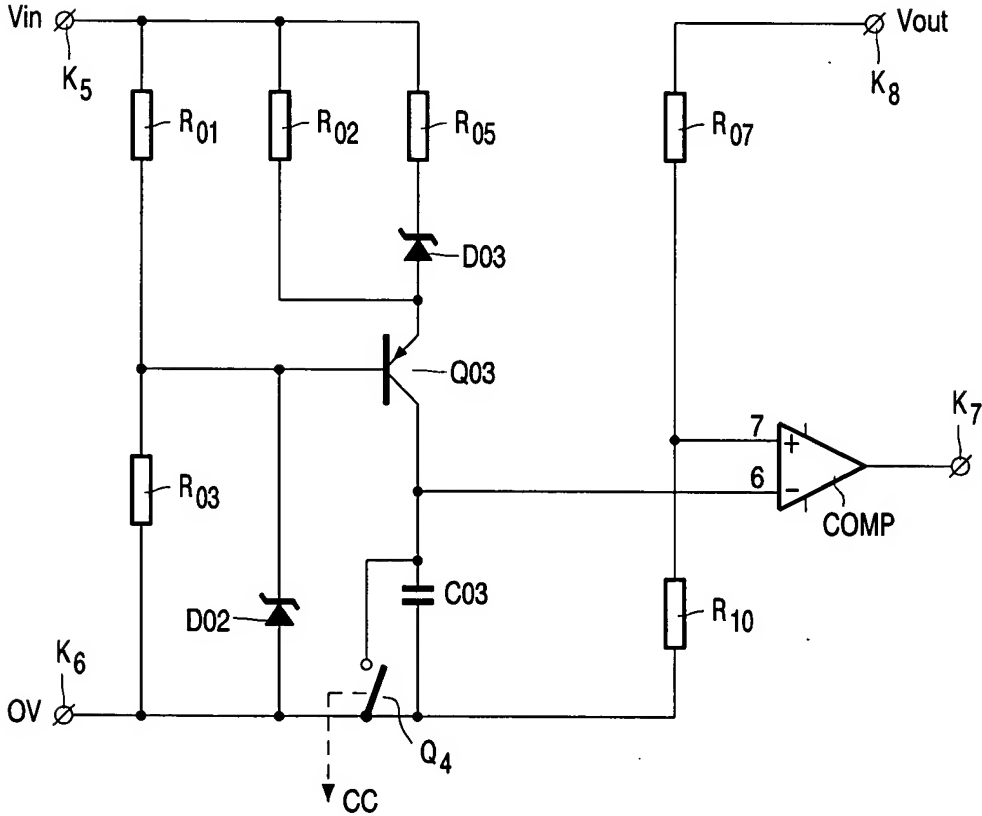 Vin
K5
R01
R02
R05
D03
Q03
R03
D02
C03
K6
OV
Q4
CC
Vout
K8
R07
7
+
6
-
COMP
K7
R10